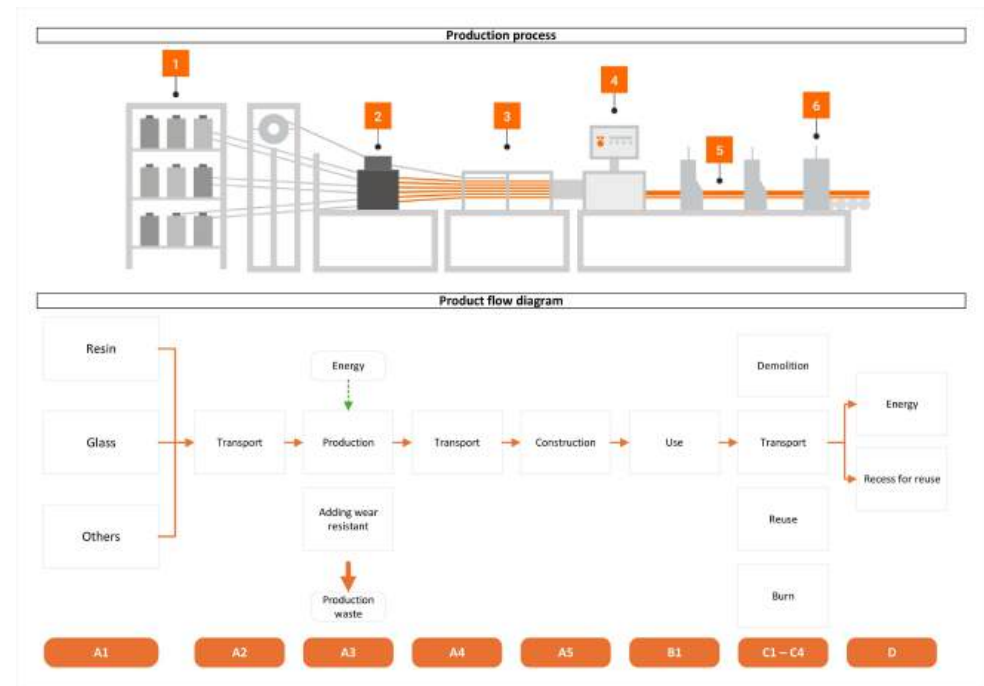 Production process
1
2
3
4
5
6
Product flow diagram
Resin
Glass
Others
Transport
Energy
Production
Adding wear
resistant
Production
waste
Transport
Construction
Use
Demolition
Transport
Reuse
Burn
Energy
Recess for reuse
A1
A2
A3
A4
A5
B1
C1 – C4
D